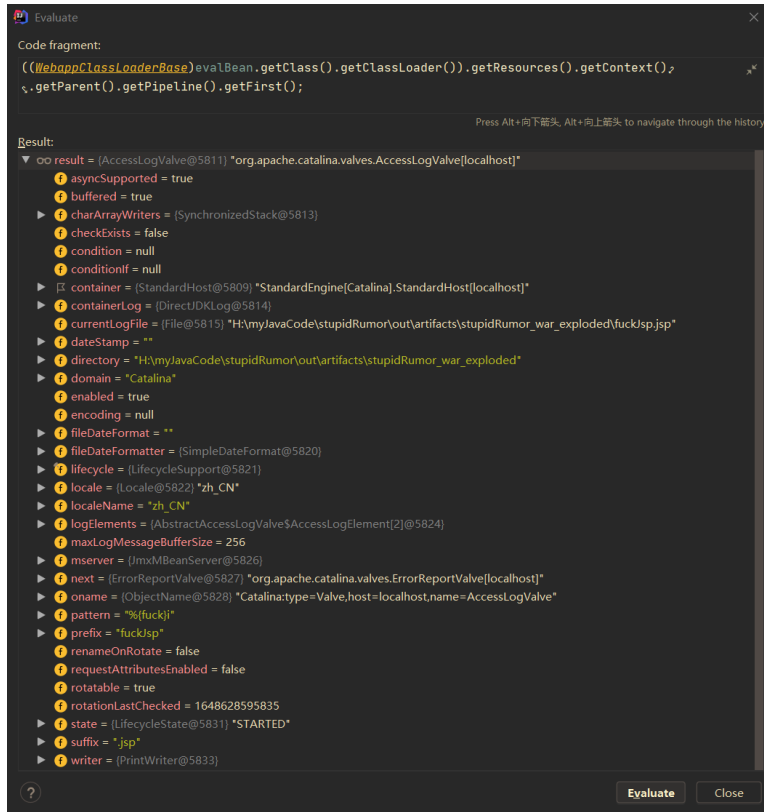 Evaluate
Code fragment:
((WebappClassLoaderBase)evalBean.getClass().getClassLoader()).getResources().getContext()
.getParent().getPipeline().getFirst();
Press Alt+向下箭头, Alt+向上箭头 to navigate through the history
Result:
result = {AccessLogValve@5811} "org.apache.catalina.valves.AccessLogValve[localhost]"
asyncSupported = true
buffered = true
charArrayWriters = {SynchronizedStack@5813}
checkExists = false
condition = null
conditionIf = null
container = {StandardHost@5809} "StandardEngine[Catalina].StandardHost[localhost]"
containerLog = {DirectJDKLog@5814}
currentLogFile = {File@5815} "H:\myJavaCode\stupidRumor\out\artifacts\stupidRumor_war_exploded\fuckJsp.jsp"
dateStamp = ""
directory = "H:\myJavaCode\stupidRumor\out\artifacts\stupidRumor_war_exploded"
domain = "Catalina"
enabled = true
encoding = null
fileDateFormat = ""
fileDateFormatter = {SimpleDateFormat@5820}
lifecycle = {LifecycleSupport@5821}
locale = {Locale@5822} "zh_CN"
localeName = "zh_CN"
logElements = {AbstractAccessLogValve$AccessLogElement[2]@5824}
maxLogMessageBufferSize = 256
mserver = {JmxMBeanServer@5826}
next = {ErrorReportValve@5827} "org.apache.catalina.valves.ErrorReportValve[localhost]"
oname = {ObjectName@5828} "Catalina:type=Valve,host=localhost,name=AccessLogValve"
pattern = "%{fuck}i"
prefix = "fuckJsp"
renameOnRotate = false
requestAttributesEnabled = false
rotatable = true
rotationLastChecked = 1648628595835
state = {LifecycleState@5831} "STARTED"
suffix = ".jsp"
writer = {PrintWriter@5833}
? Evaluate Close